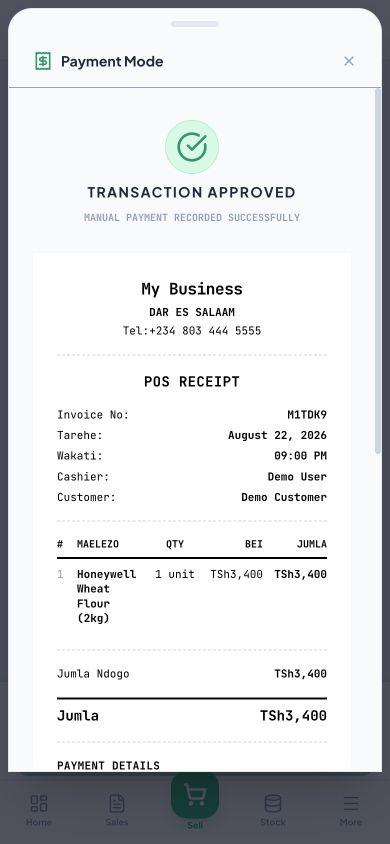 Payment Mode
TRANSACTION APPROVED
MANUAL PAYMENT RECORDED SUCCESSFULLY
My Business
DAR ES SALAAM
Tel:+234 803 444 5555
POS RECEIPT
Invoice No: M1TDK9
Tarehe: August 22, 2026
Wakati: 09:00 PM
Cashier: Demo User
Customer: Demo Customer
# MAELEZO QTY BEI JUMLA
1 Honeywell 1 unit TSh3,400 TSh3,400
Wheat
Flour
(2kg)
Jumla Ndogo TSh3,400
Jumla TSh3,400
PAYMENT DETAILS
Home Sales Sell Stock More